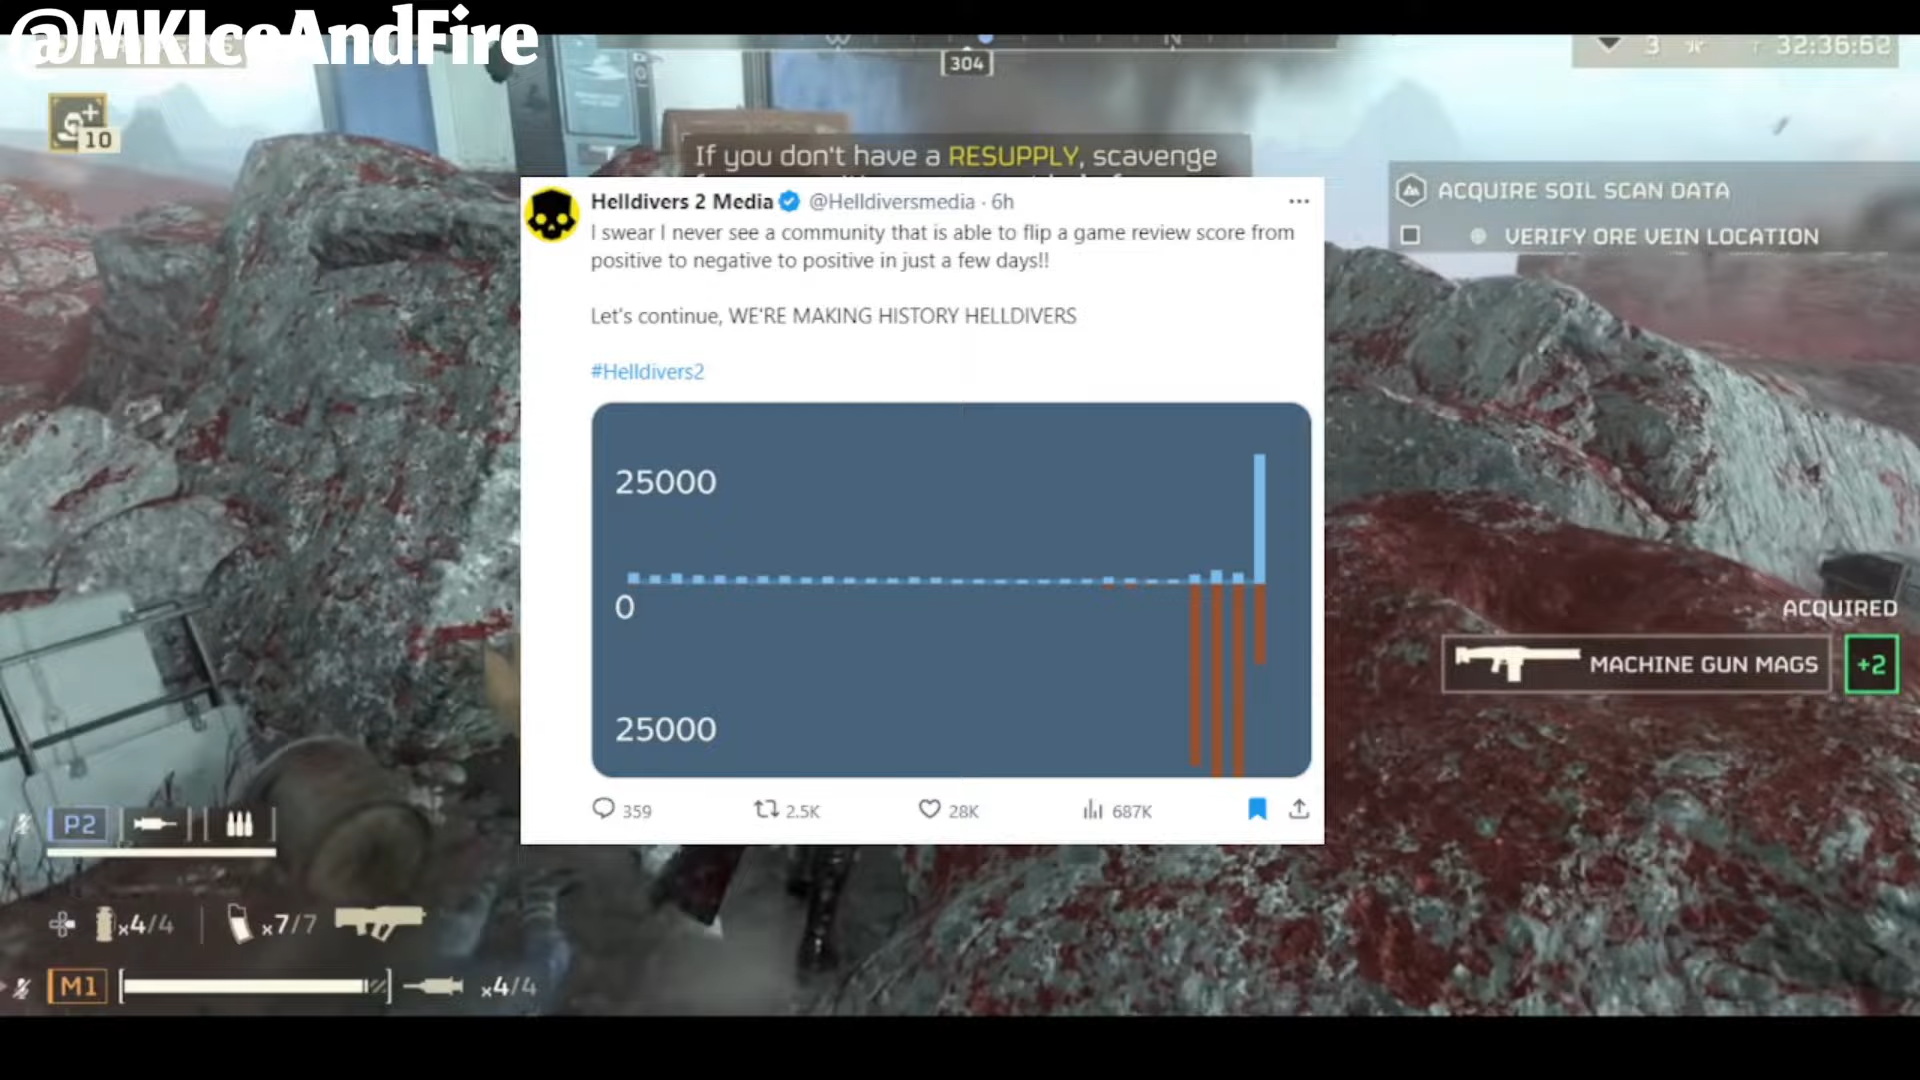 @MKIceAndFire
304
3
32:36:62
10
If you don't have a RESUPPLY, scavenge
ACQUIRE SOIL SCAN DATA
VERIFY ORE VEIN LOCATION
Helldivers 2 Media @Helldiversmedia · 6h
I swear I never see a community that is able to flip a game review score from
positive to negative to positive in just a few days!!
Let's continue, WE'RE MAKING HISTORY HELLDIVERS
#Helldivers2
25000
0
25000
359 2.5K 28K 687K
ACQUIRED
MACHINE GUN MAGS +2
P2
x4/4 x7/7
M1 x4/4